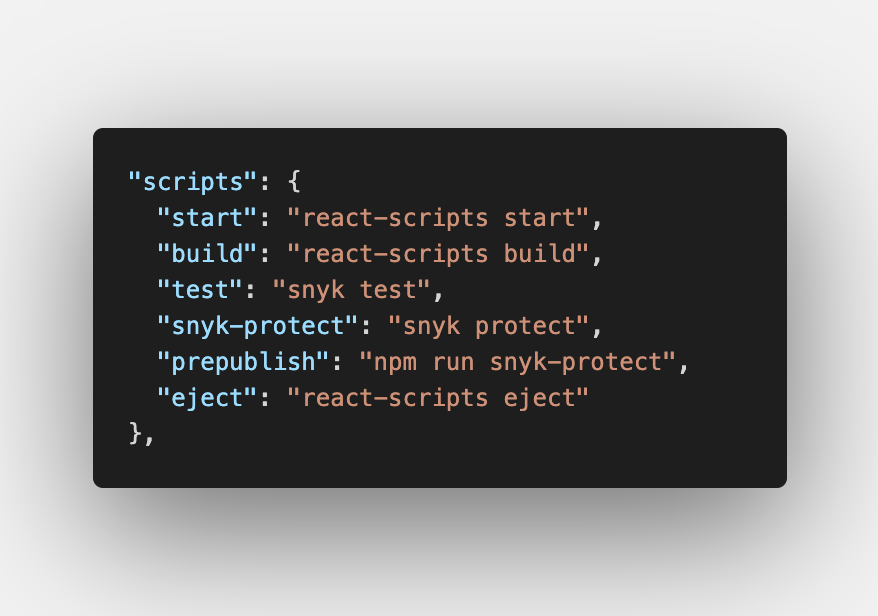 "scripts": {
  "start": "react-scripts start",
  "build": "react-scripts build",
  "test": "snyk test",
  "snyk-protect": "snyk protect",
  "prepublish": "npm run snyk-protect",
  "eject": "react-scripts eject"
},